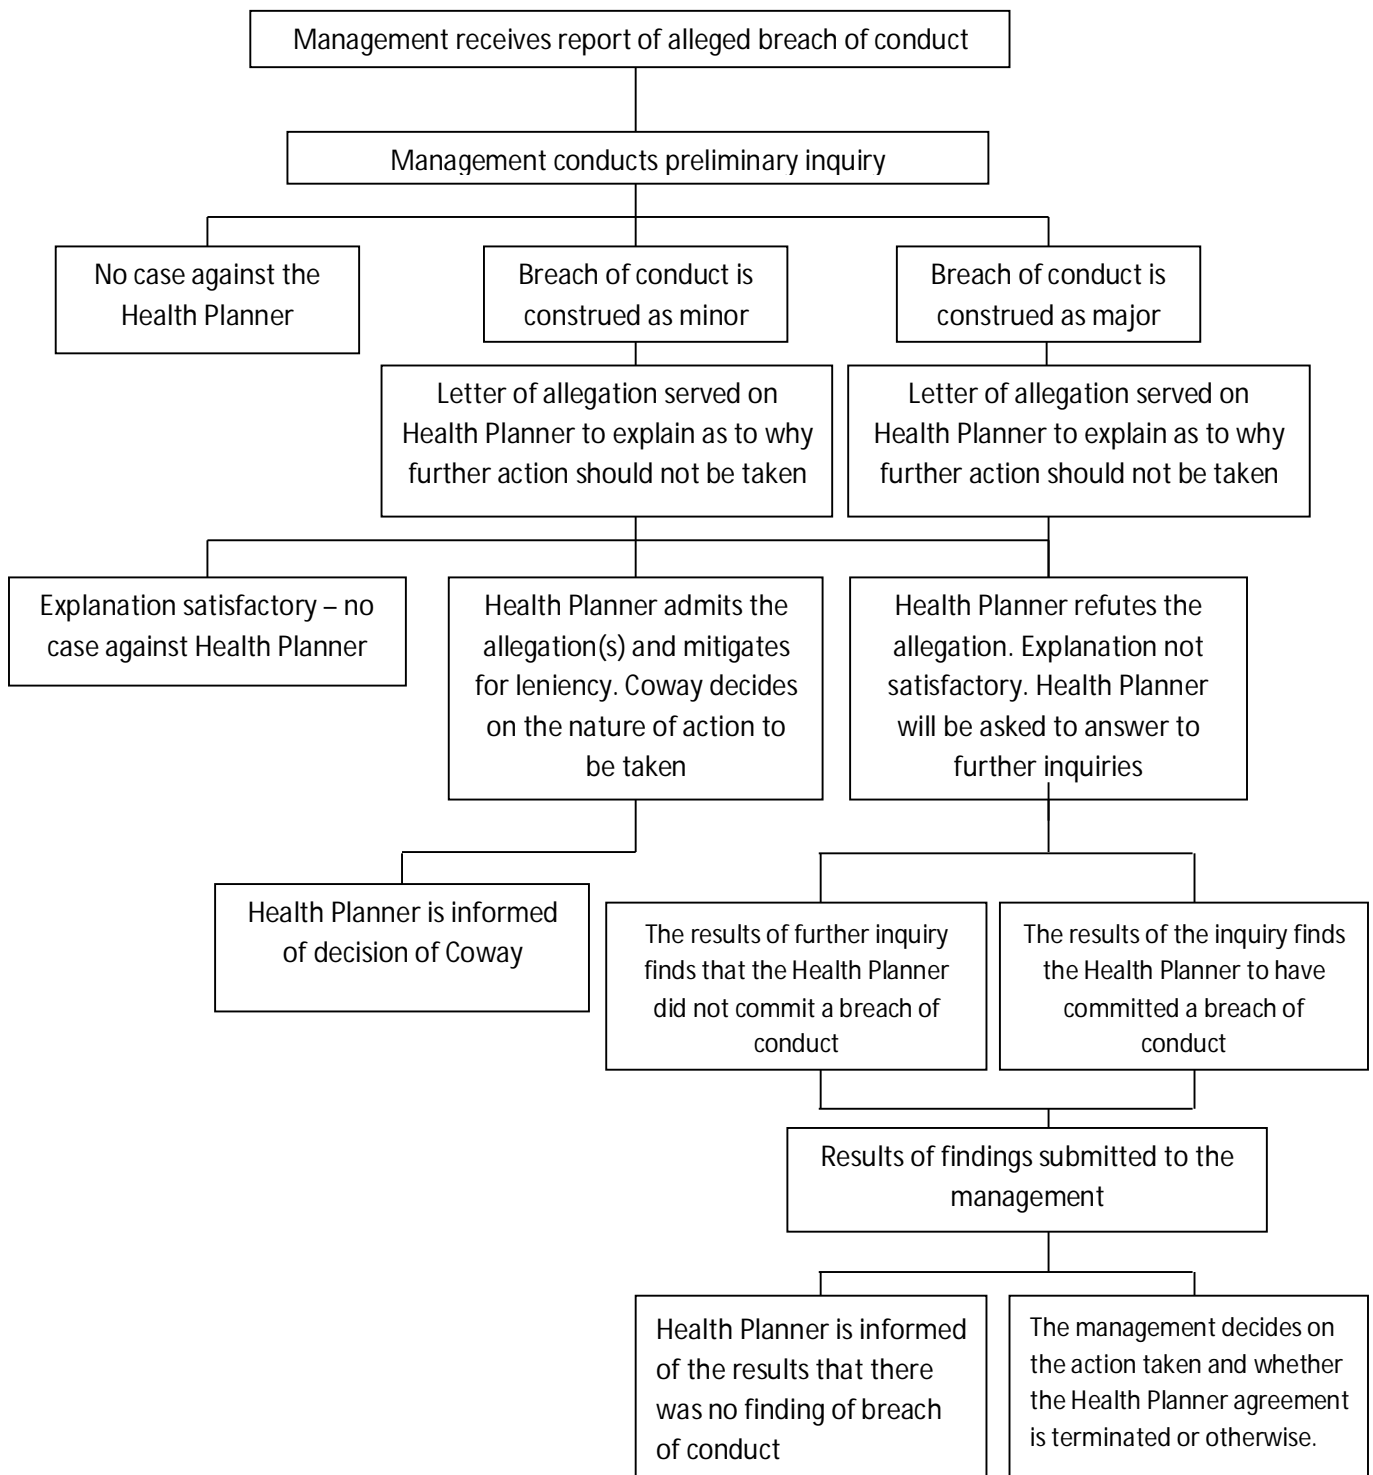 Management receives report of alleged breach of conduct
Management conducts preliminary inquiry
No case against the
Health Planner
Breach of conduct is
construed as minor
Breach of conduct is
construed as major
Letter of allegation served on
Health Planner to explain as to why
further action should not be taken
Letter of allegation served on
Health Planner to explain as to why
further action should not be taken
Explanation satisfactory – no
case against Health Planner
Health Planner admits the
allegation(s) and mitigates
for leniency. Coway decides
on the nature of action to
be taken
Health Planner refutes the
allegation. Explanation not
satisfactory. Health Planner
will be asked to answer to
further inquiries
Health Planner is informed
of decision of Coway
The results of further inquiry
finds that the Health Planner
did not commit a breach of
conduct
The results of the inquiry finds
the Health Planner to have
committed a breach of
conduct
Results of findings submitted to the
management
Health Planner is informed
of the results that there
was no finding of breach
of conduct
The management decides on
the action taken and whether
the Health Planner agreement
is terminated or otherwise.